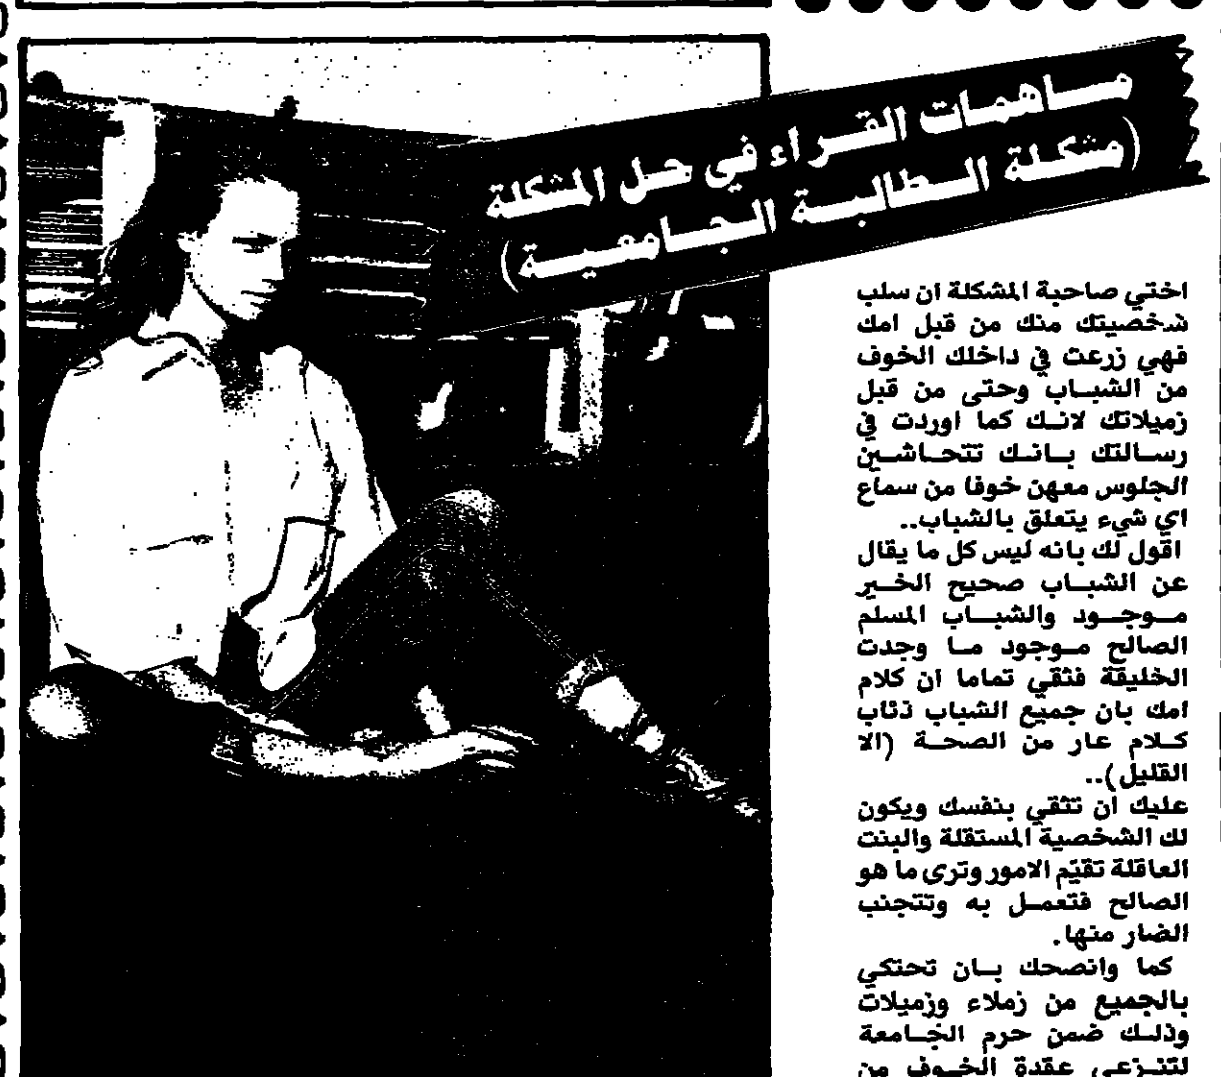 مساهمات القراء في حل المشكلة
(مشكلة الطالبة الجامعية)
اختي صاحبة المشكلة ان سلب
شخصيتك منك من قبل امك
فهي زرعت في داخلك الخوف
من الشباب وحتى من قبل
زميلاتك لانك كما اوردت في
رسالتك بانك تتحاشين
الجلوس معهن خوفا من سماع
اي شيء يتعلق بالشباب..
اقول لك بانه ليس كل ما يقال
عن الشباب صحيح الخير
موجود والشباب المسلم
الصالح موجود ما وجدت
الخليقة فثقي تماما ان كلام
امك بان جميع الشباب ذئاب
كلام عار من الصحة (الا
القليل)..
عليك ان تثقي بنفسك ويكون
لك الشخصية المستقلة والبنت
العاقلة تقيّم الامور وترى ما هو
الصالح فتعمل به وتتجنب
الضار منها.
كما وانصحك بان تحتكي
بالجميع من زملاء وزميلات
وذلك ضمن حرم الجامعة
لتنزعي عقدة الخوف من